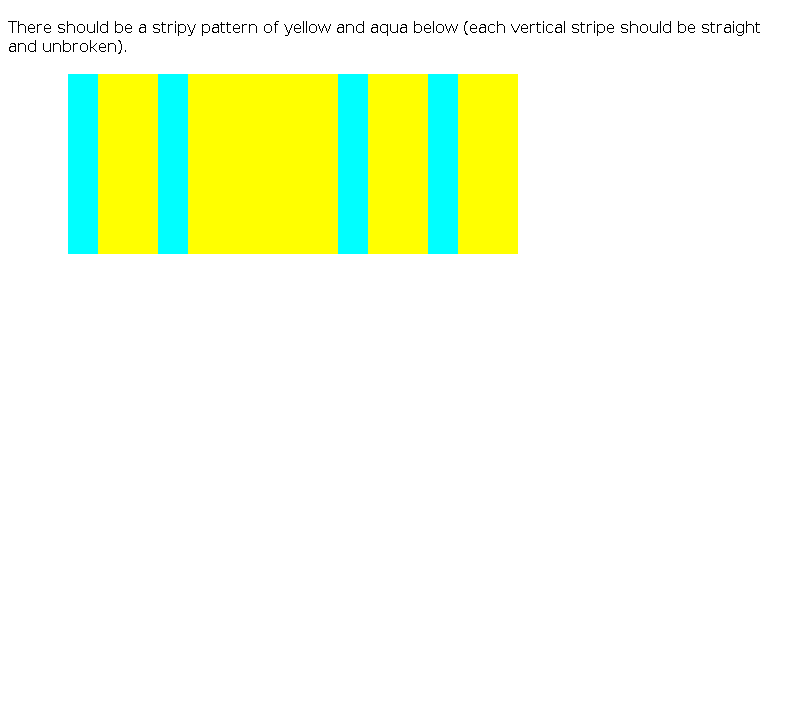 There should be a stripy pattern of yellow and aqua below (each vertical stripe should be straight
and unbroken).